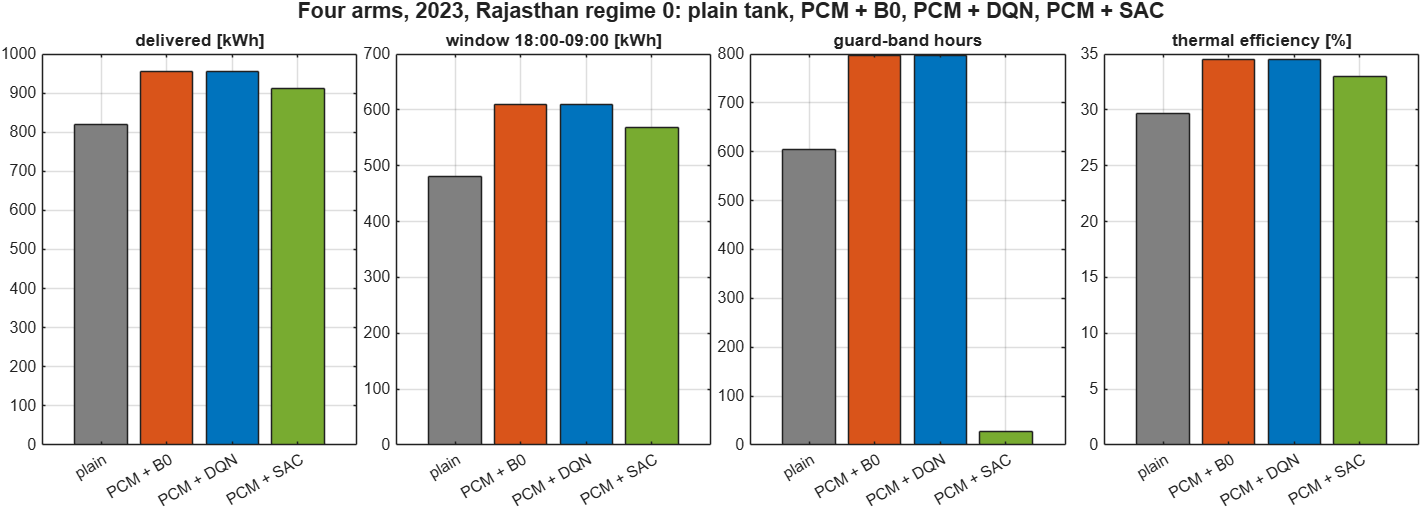 Four arms, 2023, Rajasthan regime 0: plain tank, PCM + B0, PCM + DQN, PCM + SAC
delivered [kWh]
1000
900
800
700
600
500
400
300
200
100
0
plain
PCM + B0
PCM + DQN
PCM + SAC
window 18:00-09:00 [kWh]
700
600
500
400
300
200
100
0
plain
PCM + B0
PCM + DQN
PCM + SAC
guard-band hours
800
700
600
500
400
300
200
100
0
plain
PCM + B0
PCM + DQN
PCM + SAC
thermal efficiency [%]
35
30
25
20
15
10
5
0
plain
PCM + B0
PCM + DQN
PCM + SAC